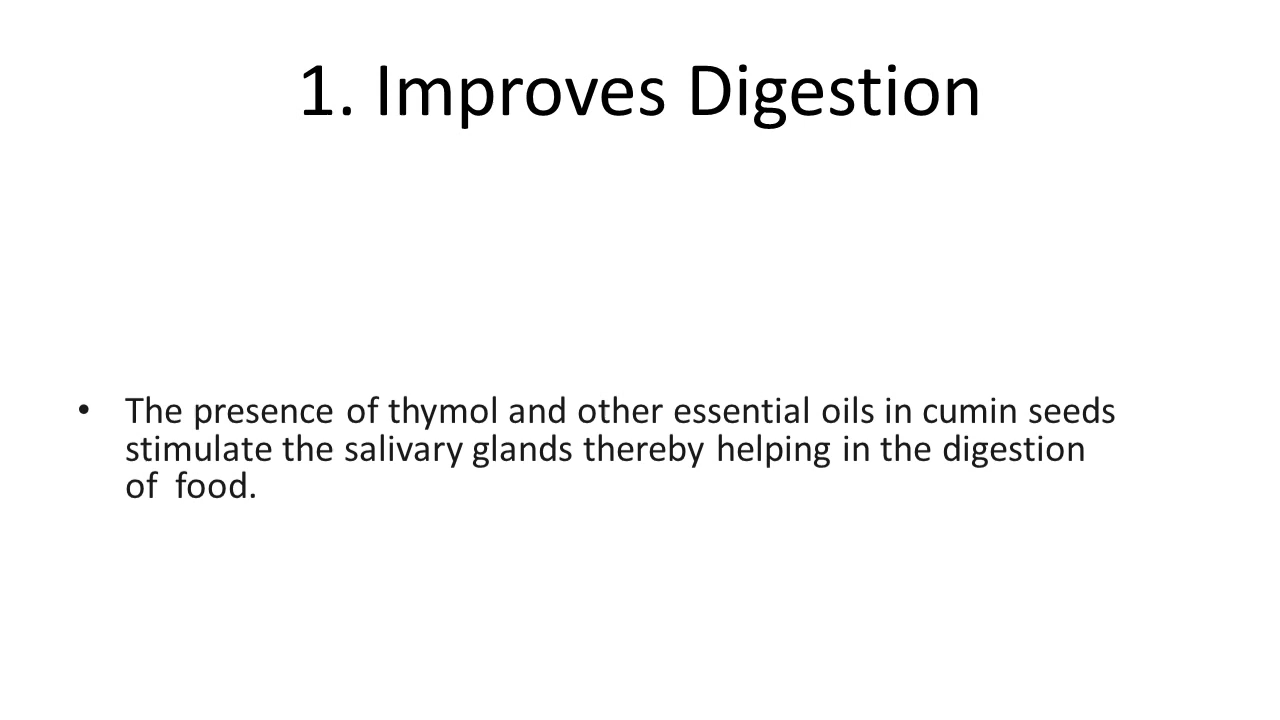 1. Improves Digestion
• The presence of thymol and other essential oils in cumin seeds
stimulate the salivary glands thereby helping in the digestion
of  food.